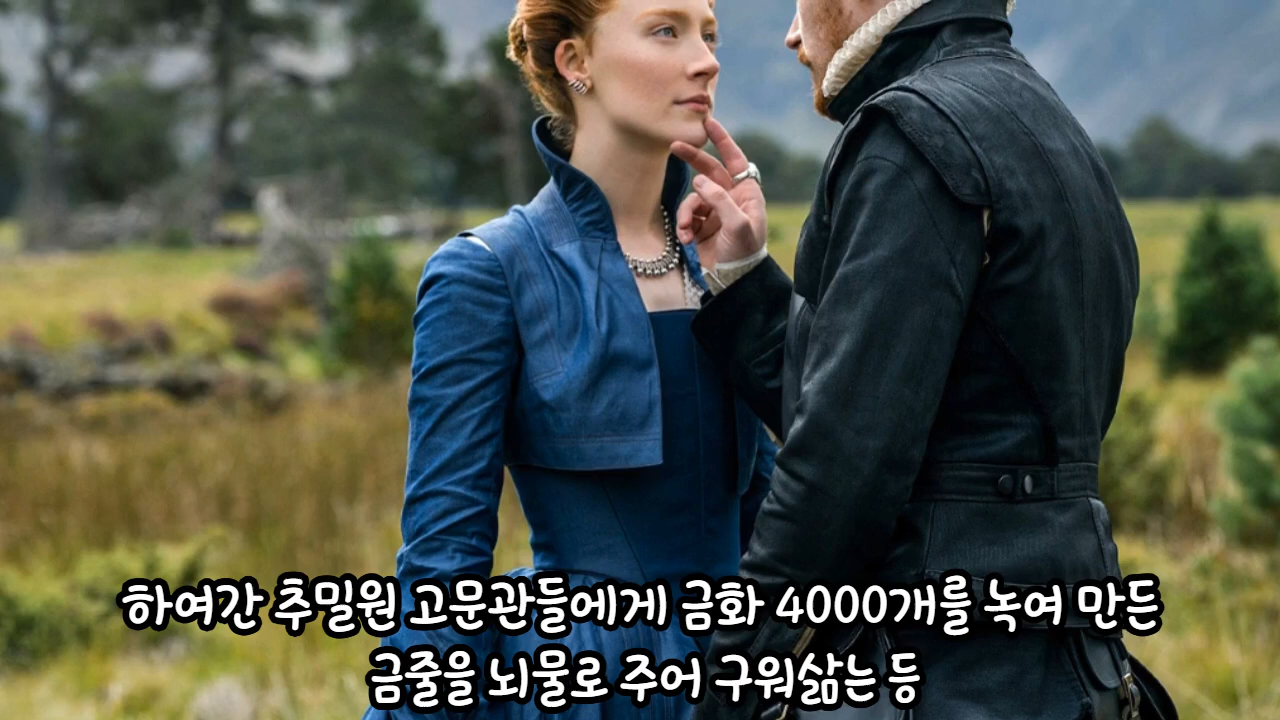 하여간 추밀원 고문관들에게 금화 4000개를 녹여 만든
금줄을 뇌물로 주어 구워삶는 등